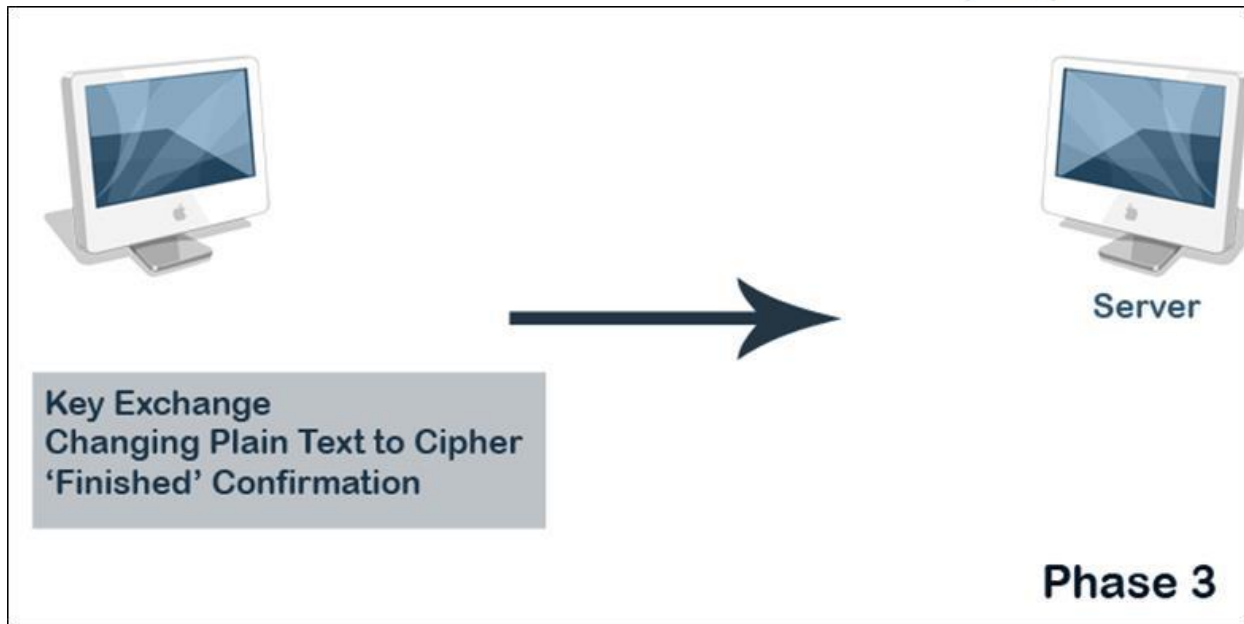 Server
Key Exchange
Changing Plain Text to Cipher
‘Finished’ Confirmation
Phase 3